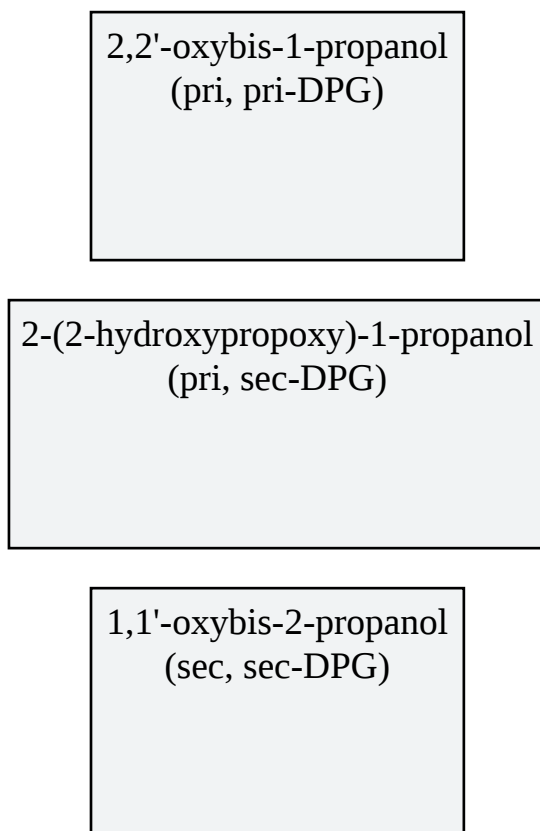 2,2'-oxybis-1-propanol
(pri, pri-DPG)
2-(2-hydroxypropoxy)-1-propanol
(pri, sec-DPG)
1,1'-oxybis-2-propanol
(sec, sec-DPG)